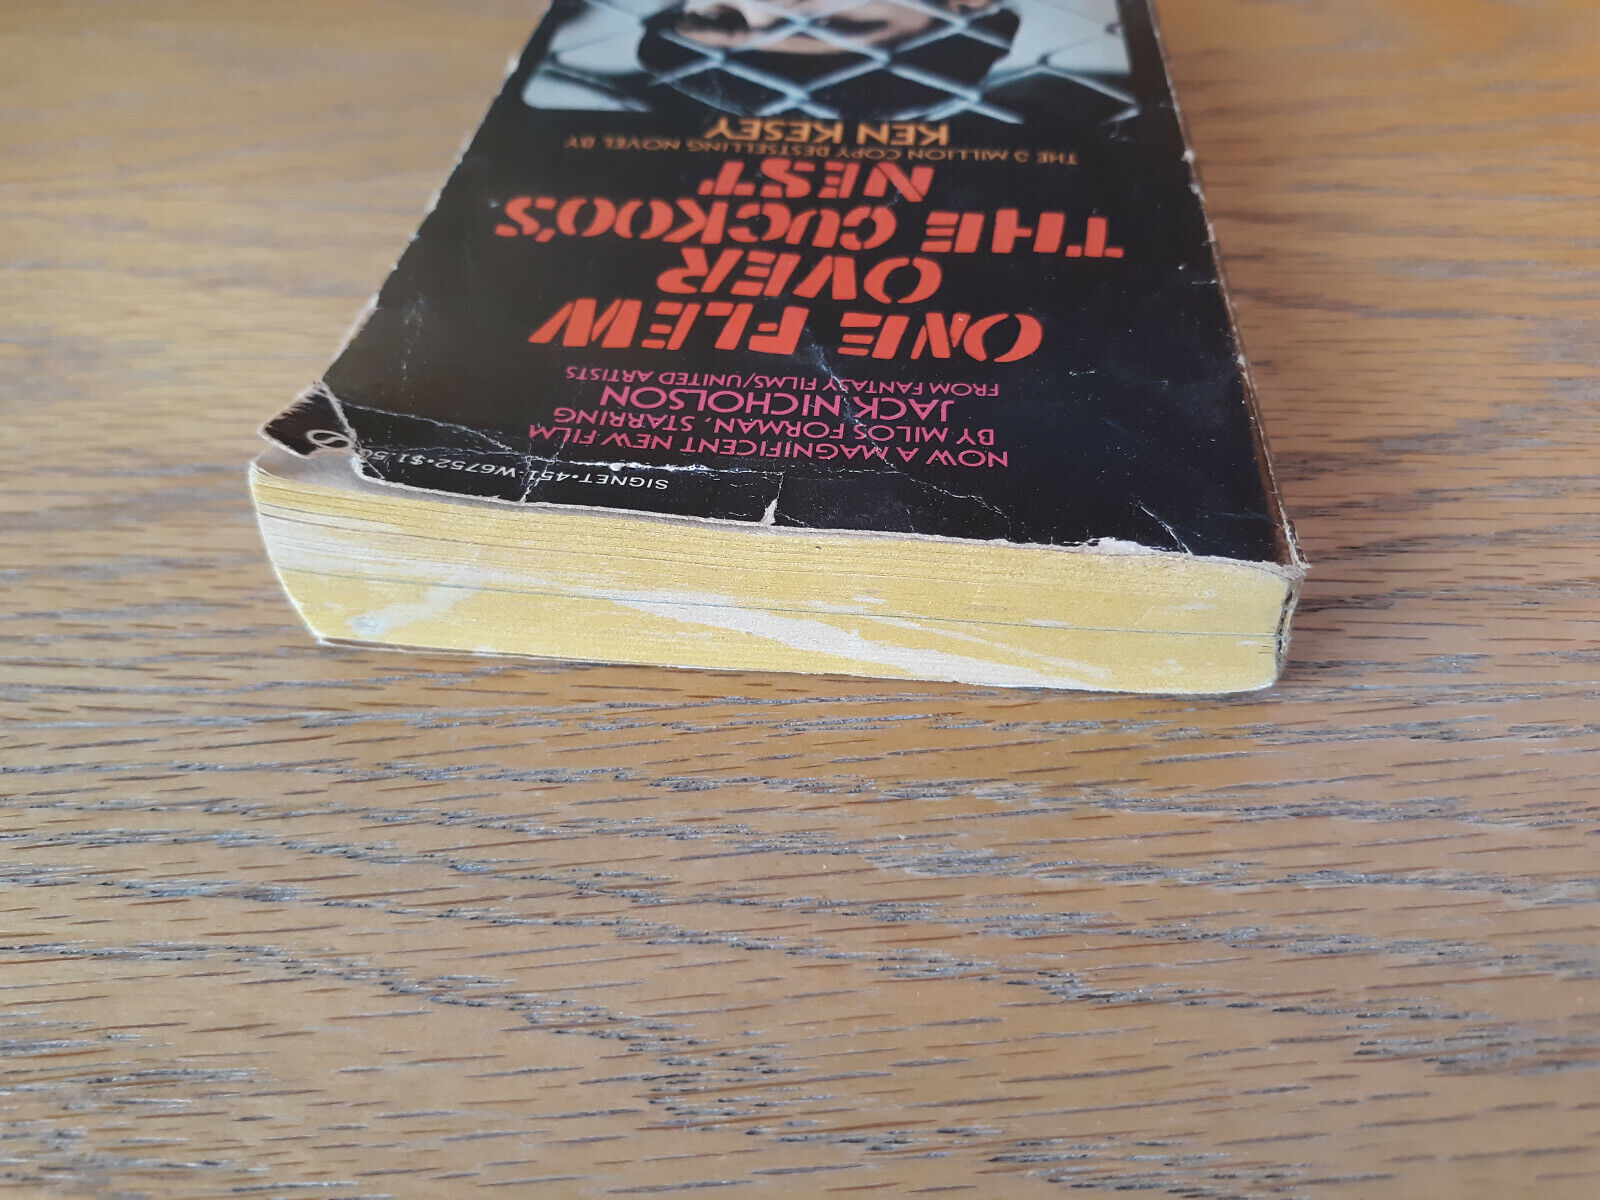 SIGNET•451-W6752•$1.50
NOW A MAGNIFICENT NEW FILM
BY MILOS FORMAN, STARRING
JACK NICHOLSON
FROM FANTASY FILMS/UNITED ARTISTS
ONE FLEW
OVER
THE CUCKOO'S
NEST
THE 3 MILLION COPY BESTSELLING NOVEL BY
KEN KESEY